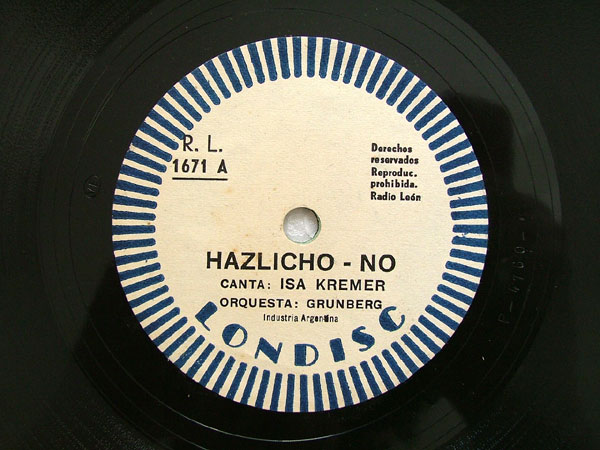 R. L.
1671 A
Derechos
reservados
Reproduc.
prohibida.
Radio León
HAZLICHO - NO
CANTA: ISA KREMER
ORQUESTA: GRUNBERG
Industria Argentina
LONDISC